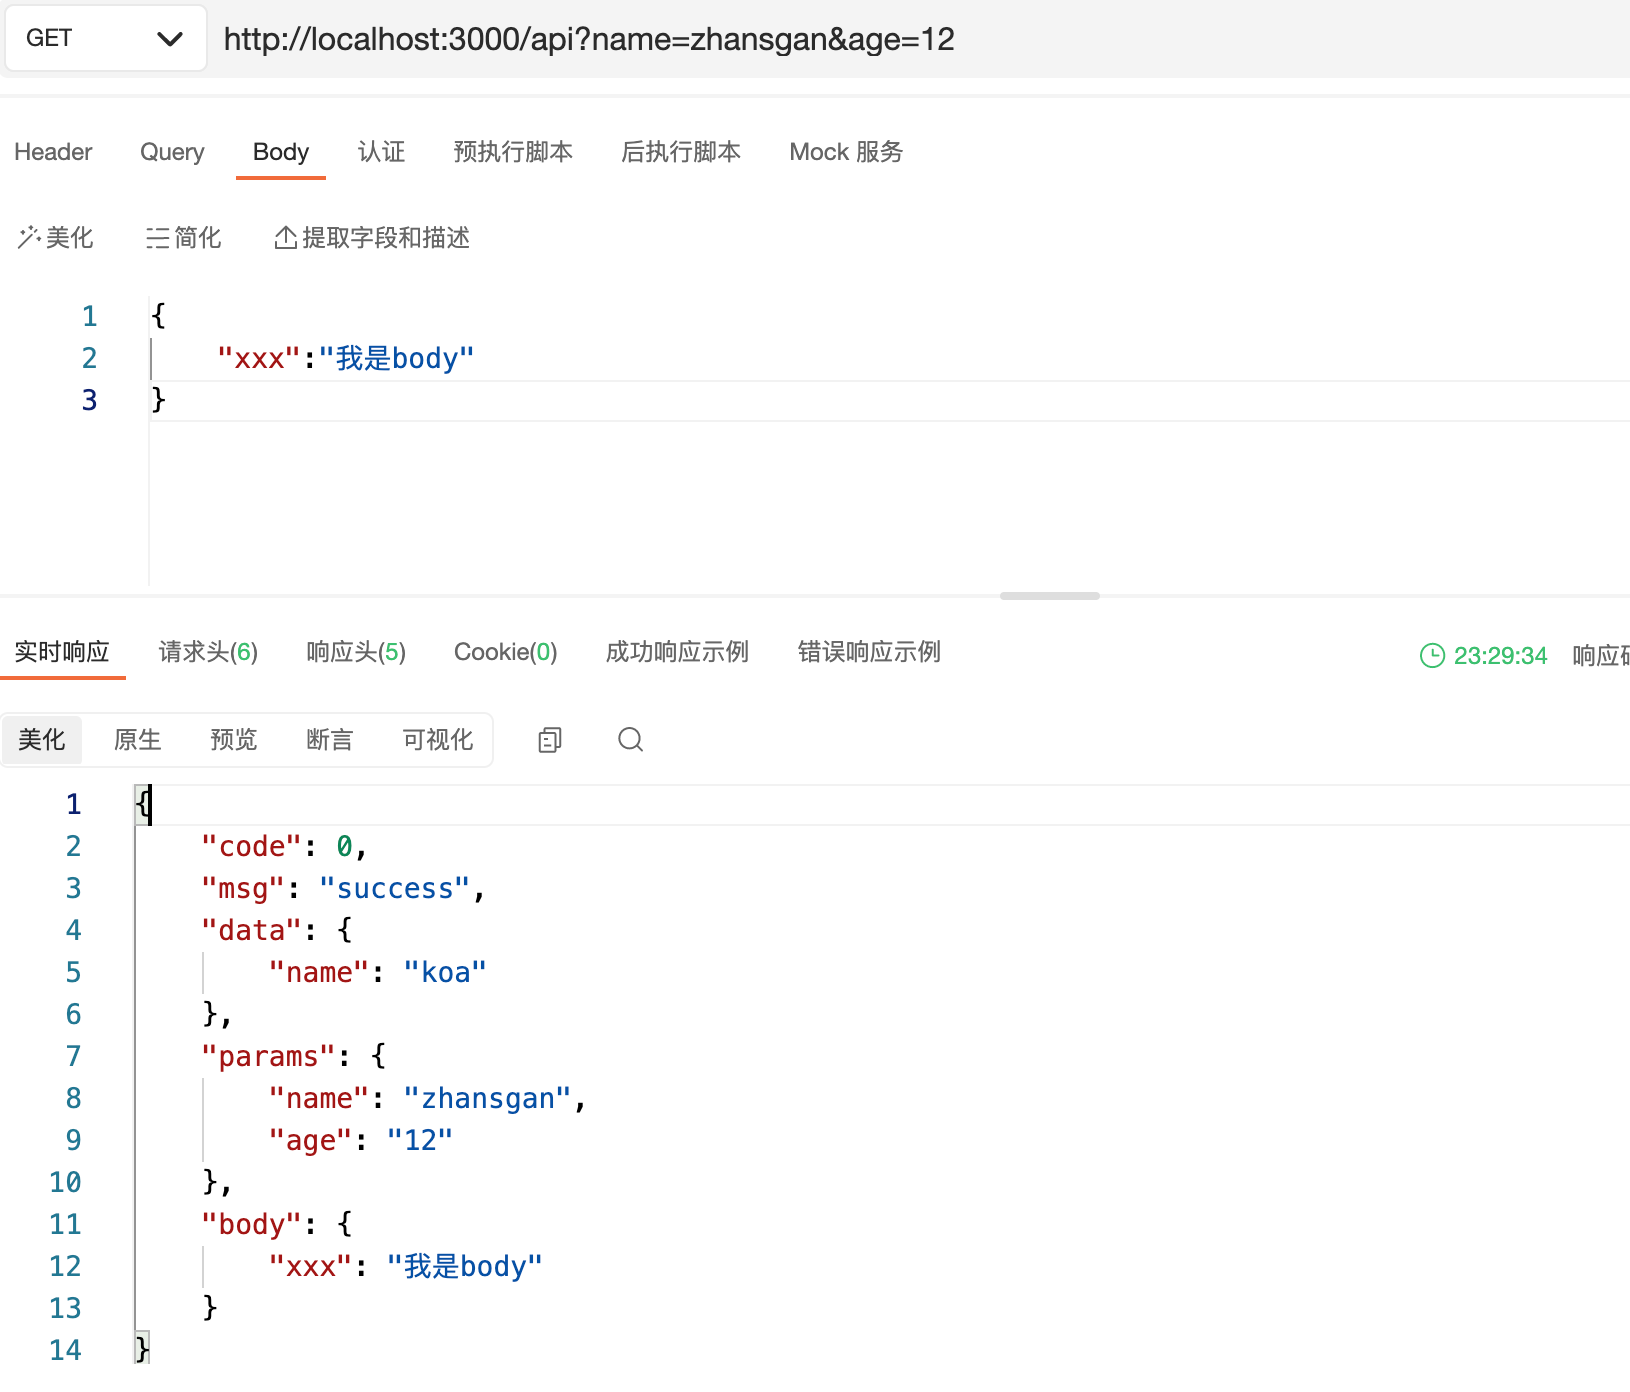 GET http://localhost:3000/api?name=zhansgan&age=12
Header Query Body 认证 预执行脚本 后执行脚本 Mock 服务
美化 简化 提取字段和描述
1 {
2 "xxx":"我是body"
3 }
实时响应 请求头(6) 响应头(5) Cookie(0) 成功响应示例 错误响应示例 23:29:34 响应
美化 原生 预览 断言 可视化
1 {
2 "code": 0,
3 "msg": "success",
4 "data": {
5 "name": "koa"
6 },
7 "params": {
8 "name": "zhansgan",
9 "age": "12"
10 },
11 "body": {
12 "xxx": "我是body"
13 }
14 }